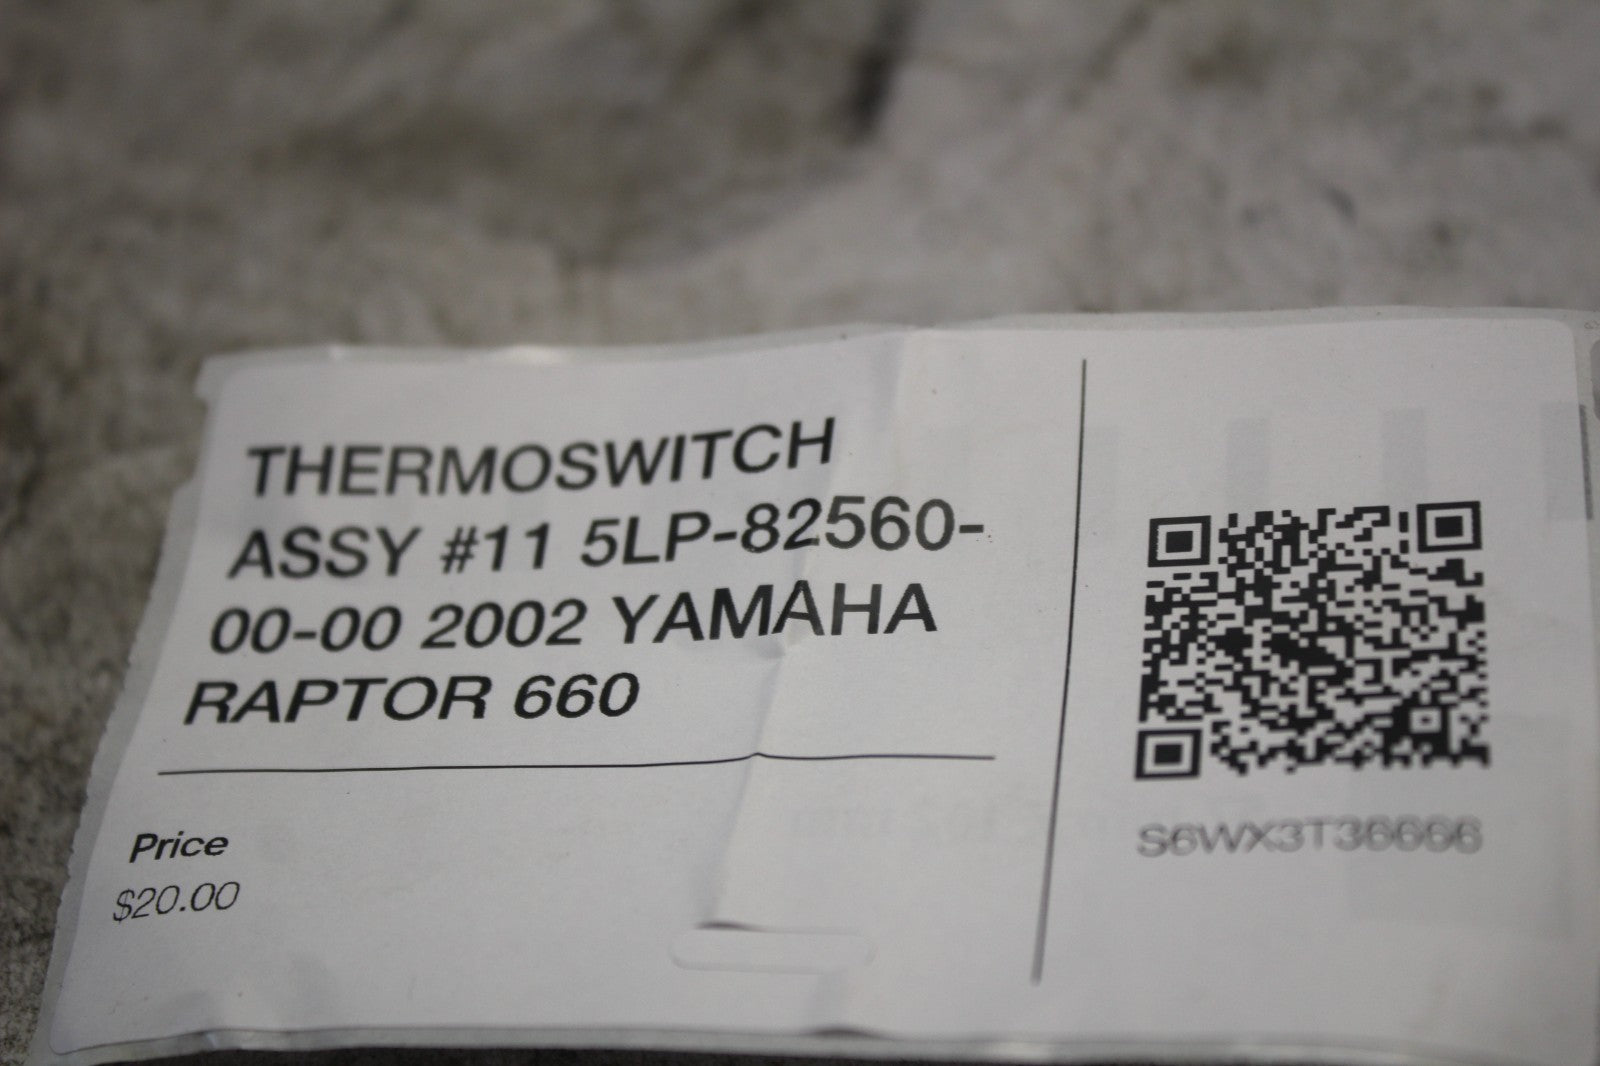 THERMOSWITCH
ASSY #11 5LP-82560-
00-00 2002 YAMAHA
RAPTOR 660
Price
$20.00
S6WX3T36666